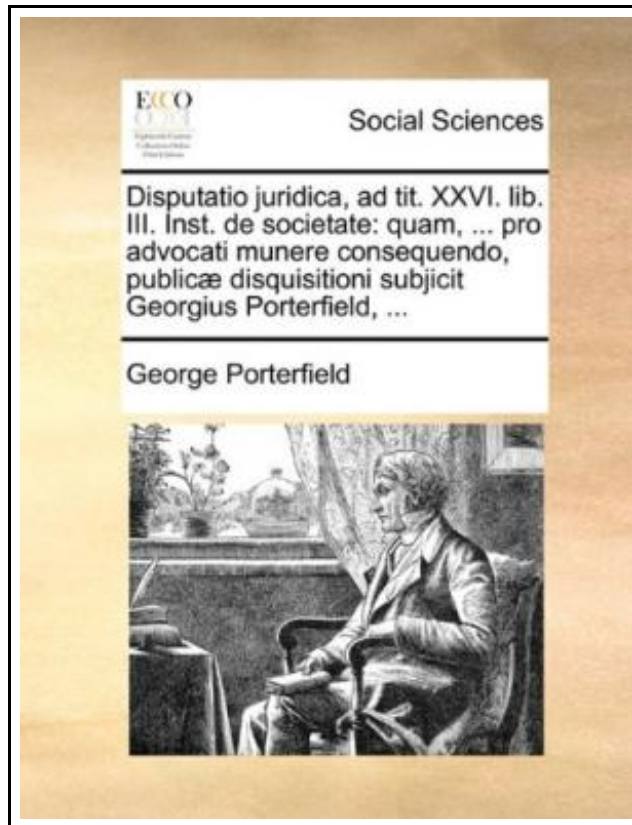 ECCO
Social Sciences
Disputatio juridica, ad tit. XXVI. lib.
III. Inst. de societate: quam, ... pro
advocati munere consequendo,
publicæ disquisitioni subjicit
Georgius Porterfield, ...
George Porterfield